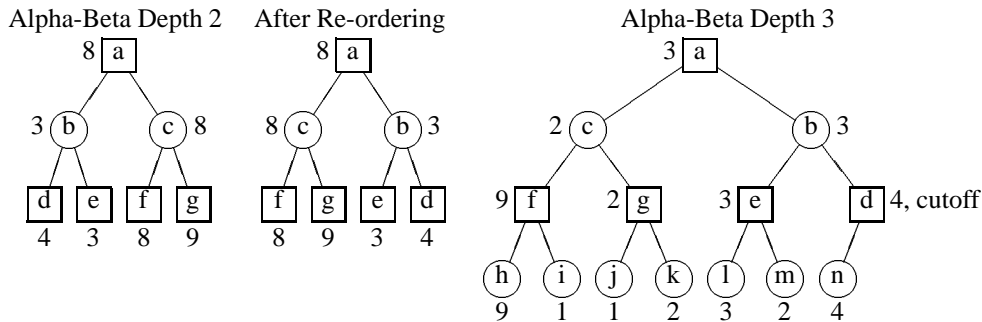 Alpha-Beta Depth 2 After Re-ordering Alpha-Beta Depth 3
8 a 8 a 3 a
3 b c 8 8 c b 3 2 c b 3
d e f g f g e d 9 f 2 g 3 e d 4, cutoff
4 3 8 9 8 9 3 4
h i j k l m n
9 1 1 2 3 2 4